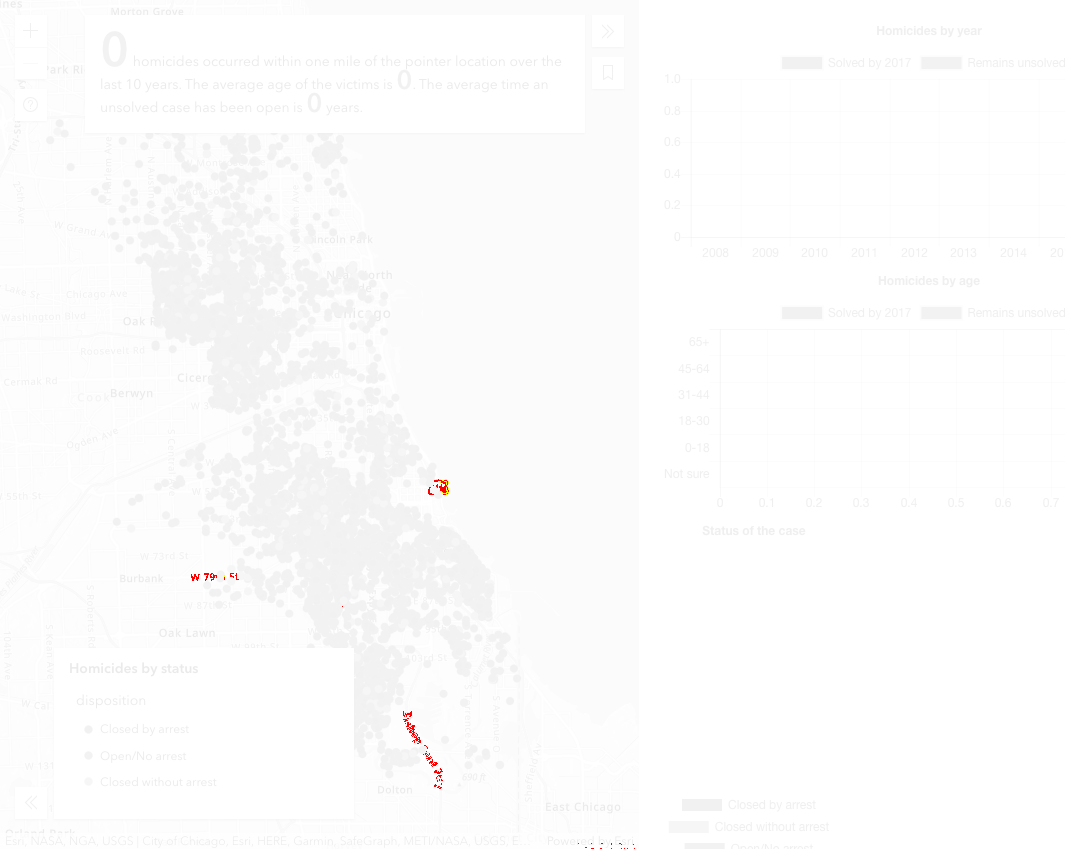 Morton Grove
0 homicides occurred within one mile of the pointer location over the
last 10 years. The average age of the victims is 0. The average time an
unsolved case has been open is 0 years.
Lincoln Park
W Grand Av
Chicago Ave
Washington Blvd
Oak
Roosevelt Rd
Cermak Rd
Cook
Berwyn
Ogden Ave
55th St
W 73rd St
Burbank
W 79 St
W 87th St
Oak Lawn
103rd St
Homicides by status
disposition
Closed by arrest
Open/No arrest
Closed without arrest
Dolton
East Chicago
Esri, NASA, NGA, USGS | City of Chicago, Esri, HERE, Garmin, SafeGraph, METI/NASA, USGS, E...
Powered by Esri
Homicides by year
Solved by 2017 Remains unsolved
1.0
0.8
0.6
0.4
0.2
0
2008 2009 2010 2011 2012 2013 2014 20
Homicides by age
Solved by 2017 Remains unsolved
65+
45-64
31-44
18-30
0-18
Not sure
0 0.1 0.2 0.3 0.4 0.5 0.6 0.7
Status of the case
Closed by arrest
Closed without arrest
Open/No arrest